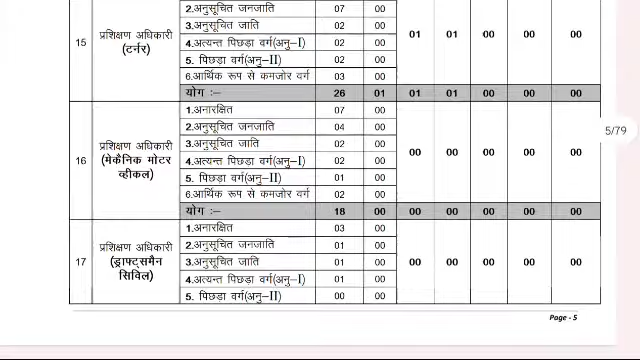 2.अनुसूचित जनजाति 07 00
15 प्रशिक्षण अधिकारी (टर्नर) 3.अनुसूचित जाति 02 00 01 01 00 00
4.अत्यन्त पिछड़ा वर्ग(अनु-I) 02 00
5. पिछड़ा वर्ग(अनु-II) 02 00
6.आर्थिक रूप से कमजोर वर्ग 03 00
योग :– 26 01 01 01 00 00
16 प्रशिक्षण अधिकारी (मेकैनिक मोटर व्हीकल) 1.अनारक्षित 07 00 00 00 00 00
2.अनुसूचित जनजाति 04 00
3.अनुसूचित जाति 02 00
4.अत्यन्त पिछड़ा वर्ग(अनु-I) 02 00
5. पिछड़ा वर्ग(अनु-II) 01 00
6.आर्थिक रूप से कमजोर वर्ग 02 00
योग :– 18 00 00 00 00 00
17 प्रशिक्षण अधिकारी (ड्राफ्ट्समैन सिविल) 1.अनारक्षित 03 00 00 00 00 00
2.अनुसूचित जनजाति 01 00
3.अनुसूचित जाति 01 00
4.अत्यन्त पिछड़ा वर्ग(अनु-I) 01 00
5. पिछड़ा वर्ग(अनु-II) 00 00
Page - 5
5/79